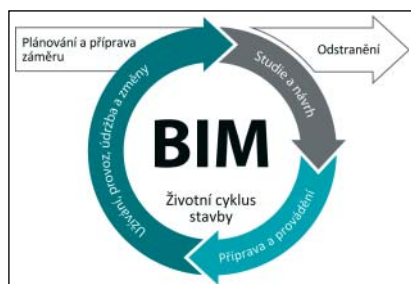 Plánování a příprava
záměru
Odstranění
Studie a návrh
BIM
Životní cyklus
stavby
Příprava a provádění
Užívání, provoz, údržba a změny